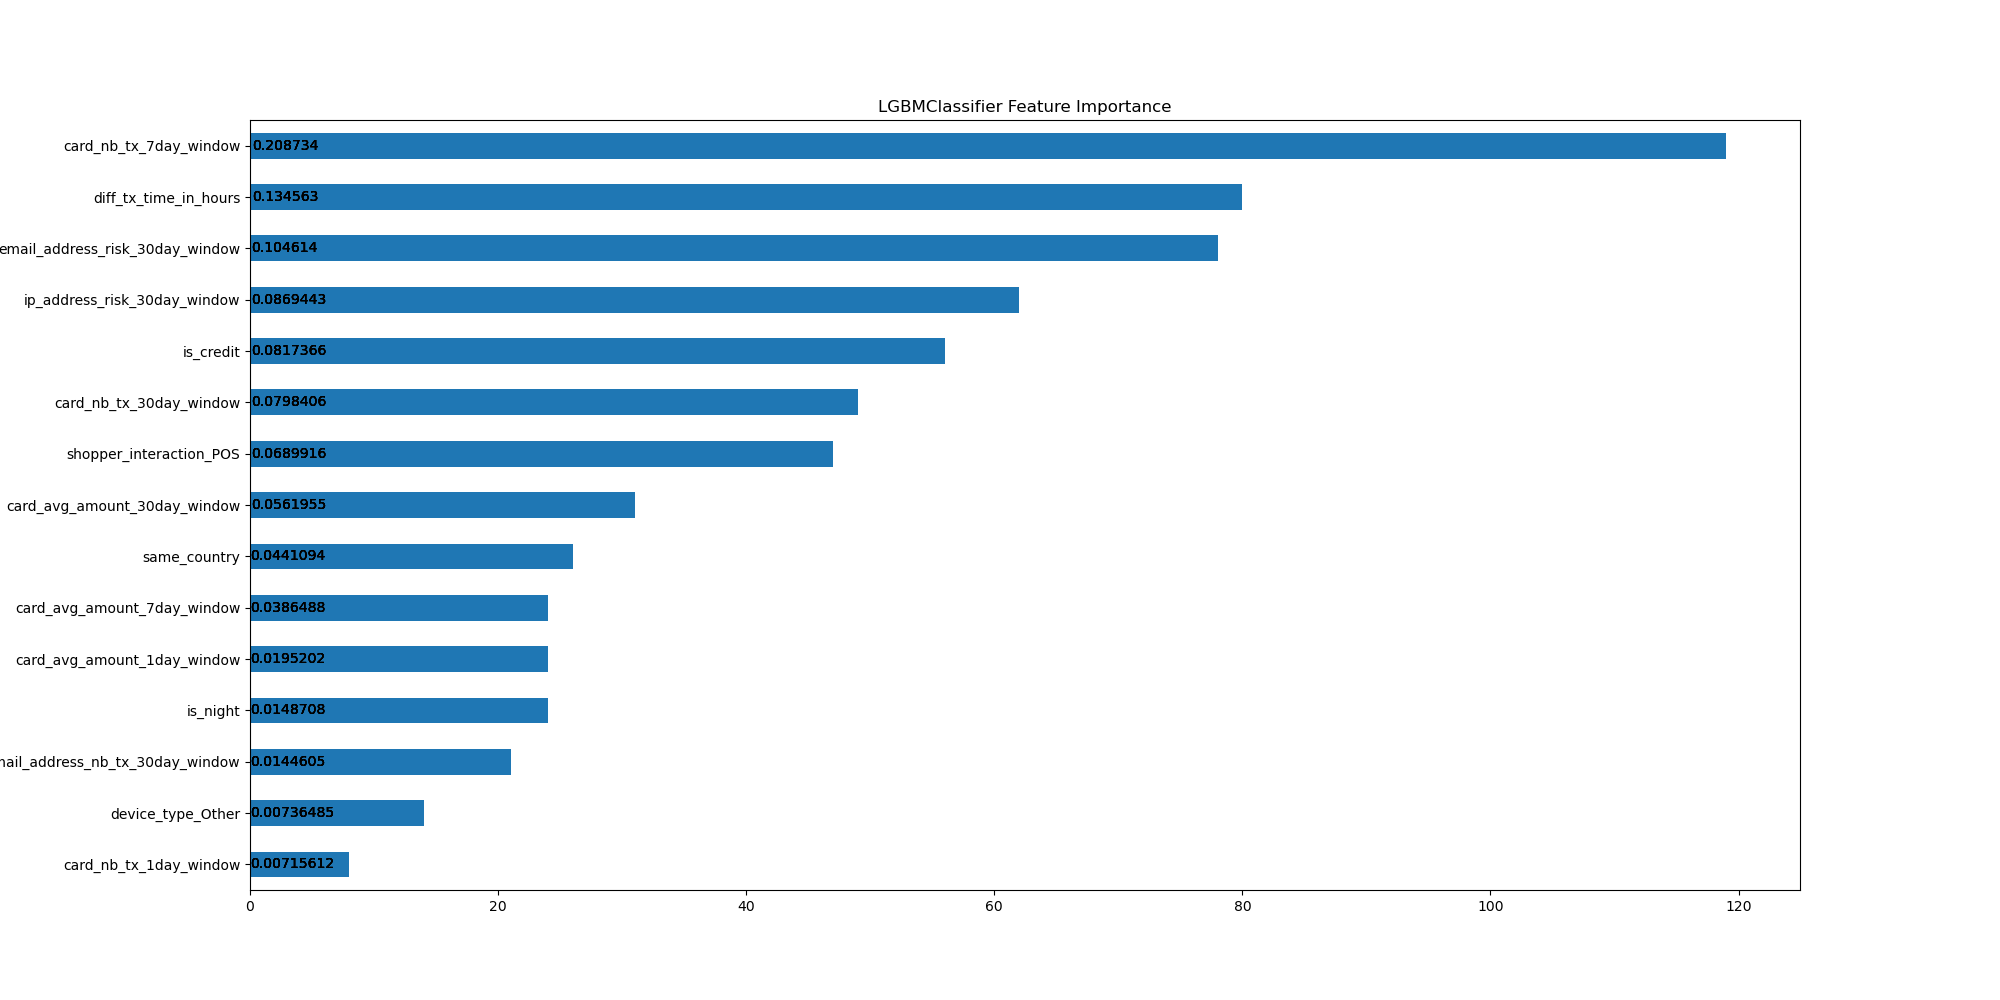 LGBMClassifier Feature Importance
card_nb_tx_7day_window 0.208734
diff_tx_time_in_hours 0.134563
email_address_risk_30day_window 0.104614
ip_address_risk_30day_window 0.0869443
is_credit 0.0817366
card_nb_tx_30day_window 0.0798406
shopper_interaction_POS 0.0689916
card_avg_amount_30day_window 0.0561955
same_country 0.0441094
card_avg_amount_7day_window 0.0386488
card_avg_amount_1day_window 0.0195202
is_night 0.0148708
nail_address_nb_tx_30day_window 0.0144605
device_type_Other 0.00736485
card_nb_tx_1day_window 0.00715612
0 20 40 60 80 100 120